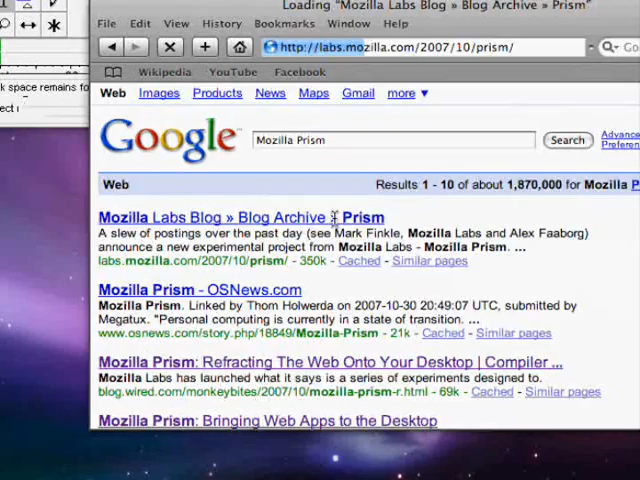 Loading "Mozilla Labs Blog » Blog Archive » Prism"
File Edit View History Bookmarks Window Help
http://labs.mozilla.com/2007/10/prism/
Wikipedia YouTube Facebook
k space remains fo
ect i
Web Images Products News Maps Gmail more ▼
Google
Mozilla Prism
Search
Advance
Preferen
Web
Results 1 - 10 of about 1,870,000 for Mozilla P
Mozilla Labs Blog » Blog Archive » Prism
A slew of postings over the past day (see Mark Finkle, Mozilla Labs and Alex Faaborg)
announce a new experimental project from Mozilla Labs - Mozilla Prism. ...
labs.mozilla.com/2007/10/prism/ - 350k - Cached - Similar pages
Mozilla Prism - OSNews.com
Mozilla Prism. Linked by Thom Holwerda on 2007-10-30 20:49:07 UTC, submitted by
Megatux. "Personal computing is currently in a state of transition. ...
www.osnews.com/story.php/18849/Mozilla-Prism - 21k - Cached - Similar pages
Mozilla Prism: Refracting The Web Onto Your Desktop | Compiler ...
Mozilla Labs has launched what it says is a series of experiments designed to.
blog.wired.com/monkeybites/2007/10/mozilla-prism-r.html - 69k - Cached - Similar pages
Mozilla Prism: Bringing Web Apps to the Desktop